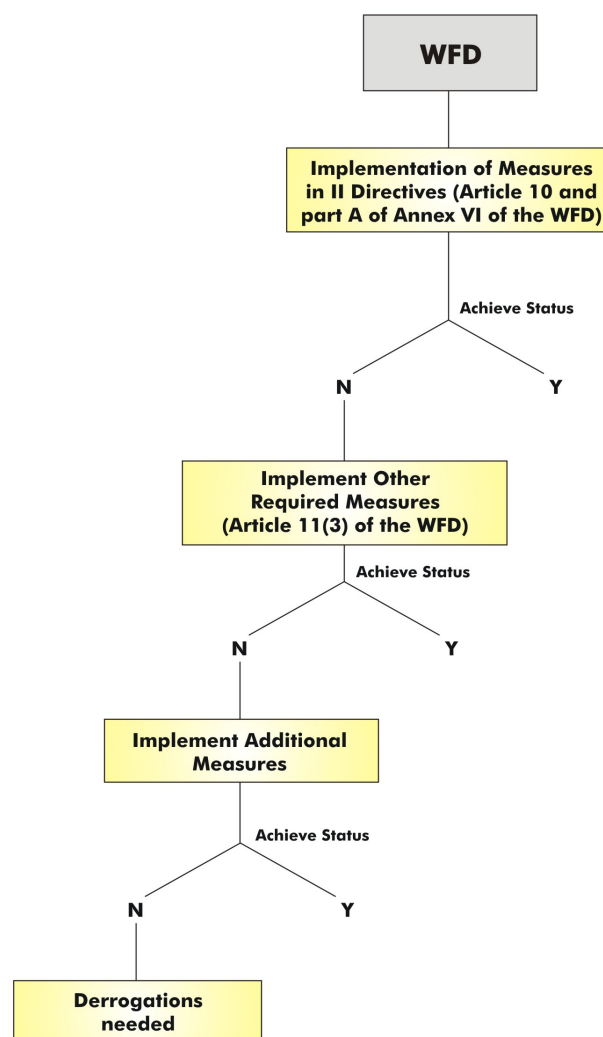 WFD
Implementation of Measures
in II Directives (Article 10 and
part A of Annex VI of the WFD)
Achieve Status
N
Y
Implement Other
Required Measures
(Article 11(3) of the WFD)
Achieve Status
N
Y
Implement Additional
Measures
Achieve Status
N
Y
Derrogations
needed